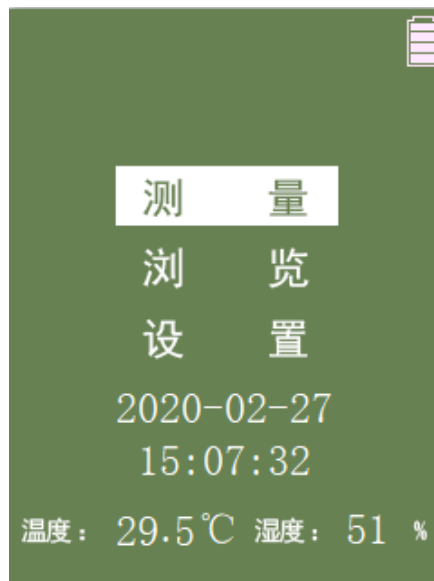 测 量
浏 览
设 置
2020-02-27
15:07:32
温度： 29.5℃ 湿度： 51 %